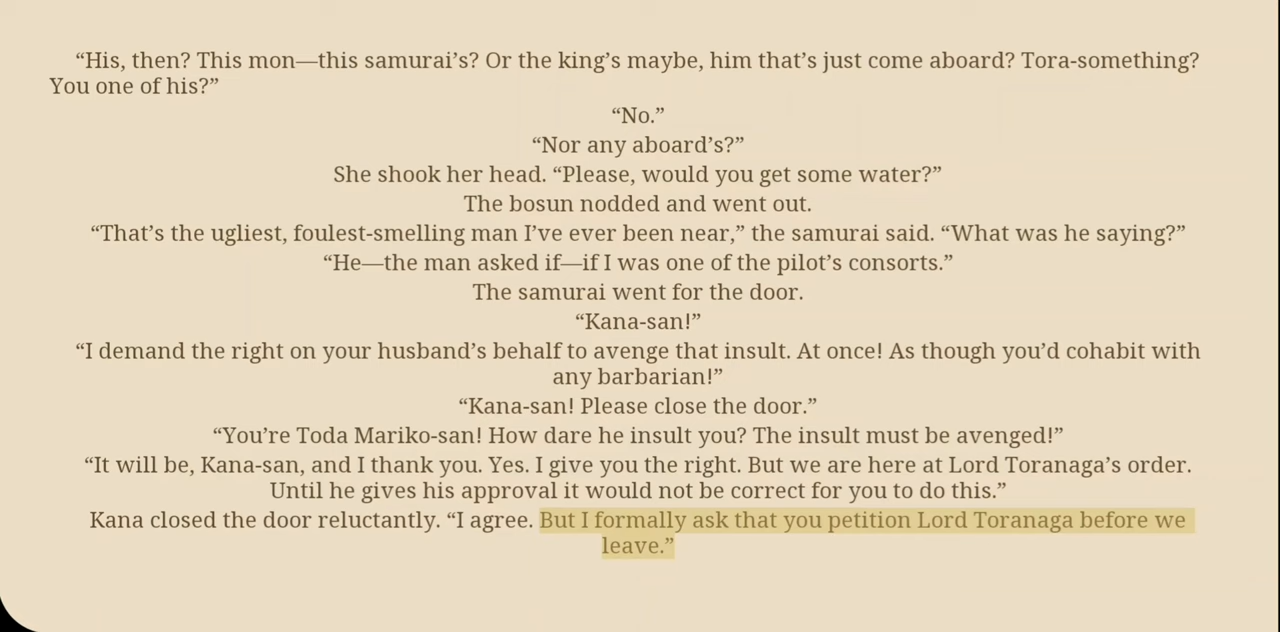 “His, then? This mon—this samurai’s? Or the king’s maybe, him that’s just come aboard? Tora-something?
You one of his?”
“No.”
“Nor any aboard’s?”
She shook her head. “Please, would you get some water?”
The bosun nodded and went out.
“That’s the ugliest, foulest-smelling man I’ve ever been near,” the samurai said. “What was he saying?”
“He—the man asked if—if I was one of the pilot’s consorts.”
The samurai went for the door.
“Kana-san!”
“I demand the right on your husband’s behalf to avenge that insult. At once! As though you’d cohabit with
any barbarian!”
“Kana-san! Please close the door.”
“You’re Toda Mariko-san! How dare he insult you? The insult must be avenged!”
“It will be, Kana-san, and I thank you. Yes. I give you the right. But we are here at Lord Toranaga’s order.
Until he gives his approval it would not be correct for you to do this.”
Kana closed the door reluctantly. “I agree. But I formally ask that you petition Lord Toranaga before we
leave.”